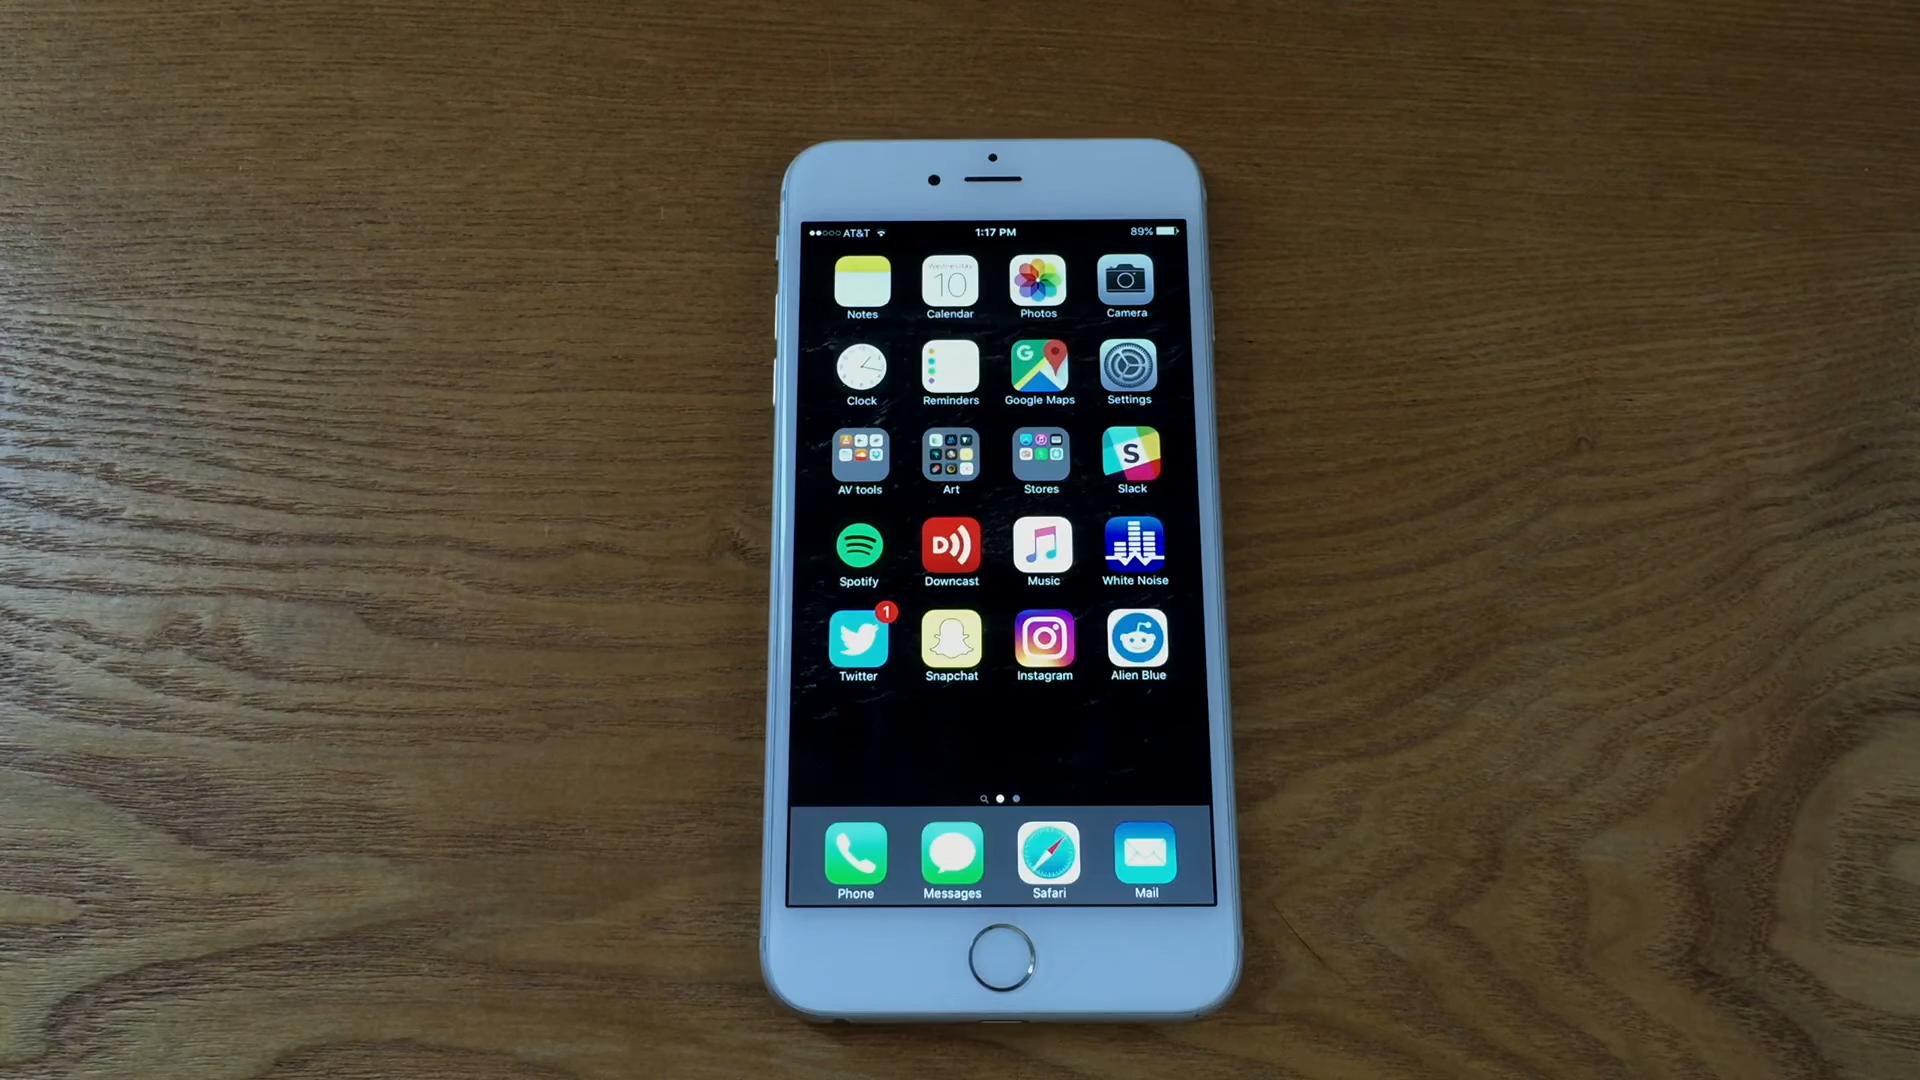 AT&T 1:17 PM 89%
Wednesday
10
Notes Calendar Photos Camera
G
Clock Reminders Google Maps Settings
S
AV tools Art Stores Slack
D
Spotify Downcast Music White Noise
1
Twitter Snapchat Instagram Alien Blue
Phone Messages Safari Mail